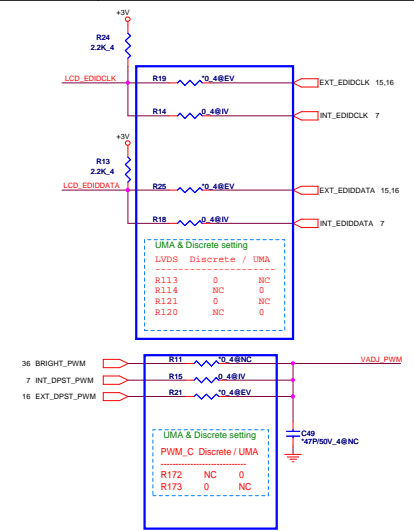 +3V
R24
2.2K_4
LCD_EDIDCLK R19 *0_4@EV EXT_EDIDCLK 15,16
R14 0_4@IV INT_EDIDCLK 7
+3V
R13
2.2K_4
LCD_EDIDDATA R25 *0_4@EV EXT_EDIDDATA 15,16
R18 0_4@IV INT_EDIDDATA 7
UMA & Discrete setting
LVDS Discrete / UMA
R113 0 NC
R114 NC 0
R121 0 NC
R120 NC 0
36 BRIGHT_PWM R11 *0_4@NC VADJ_PWM
7 INT_DPST_PWM R15 0_4@IV
16 EXT_DPST_PWM R21 *0_4@EV
C49
*47P/50V_4@NC
UMA & Discrete setting
PWM_C Discrete / UMA
R172 NC 0
R173 0 NC